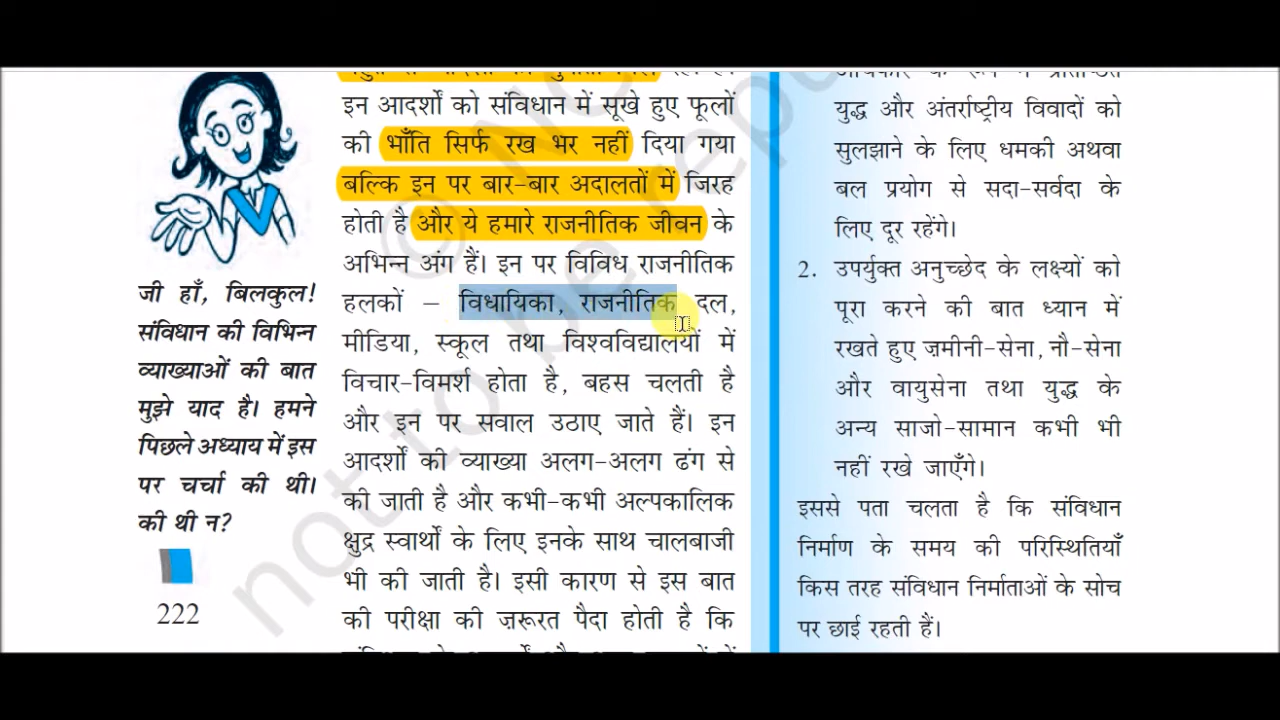 इन आदर्शों को संविधान में सूखे हुए फूलों
की भाँति सिर्फ रख भर नहीं दिया गया
बल्कि इन पर बार-बार अदालतों में जिरह
होती है और ये हमारे राजनीतिक जीवन के
अभिन्न अंग हैं। इन पर विविध राजनीतिक
हलकों – विधायिका, राजनीतिक दल,
मीडिया, स्कूल तथा विश्वविद्यालयों में
विचार-विमर्श होता है, बहस चलती है
और इन पर सवाल उठाए जाते हैं। इन
आदर्शों की व्याख्या अलग-अलग ढंग से
की जाती है और कभी-कभी अल्पकालिक
क्षुद्र स्वार्थों के लिए इनके साथ चालबाजी
भी की जाती है। इसी कारण से इस बात
की परीक्षा की ज़रूरत पैदा होती है कि
जी हाँ, बिलकुल!
संविधान की विभिन्न
व्याख्याओं की बात
मुझे याद है। हमने
पिछले अध्याय में इस
पर चर्चा की थी।
की थी न?
222
युद्ध और अंतर्राष्ट्रीय विवादों को
सुलझाने के लिए धमकी अथवा
बल प्रयोग से सदा-सर्वदा के
लिए दूर रहेंगे।
2. उपर्युक्त अनुच्छेद के लक्ष्यों को
पूरा करने की बात ध्यान में
रखते हुए ज़मीनी-सेना, नौ-सेना
और वायुसेना तथा युद्ध के
अन्य साजो-सामान कभी भी
नहीं रखे जाएँगे।
इससे पता चलता है कि संविधान
निर्माण के समय की परिस्थितियाँ
किस तरह संविधान निर्माताओं के सोच
पर छाई रहती हैं।
not to be